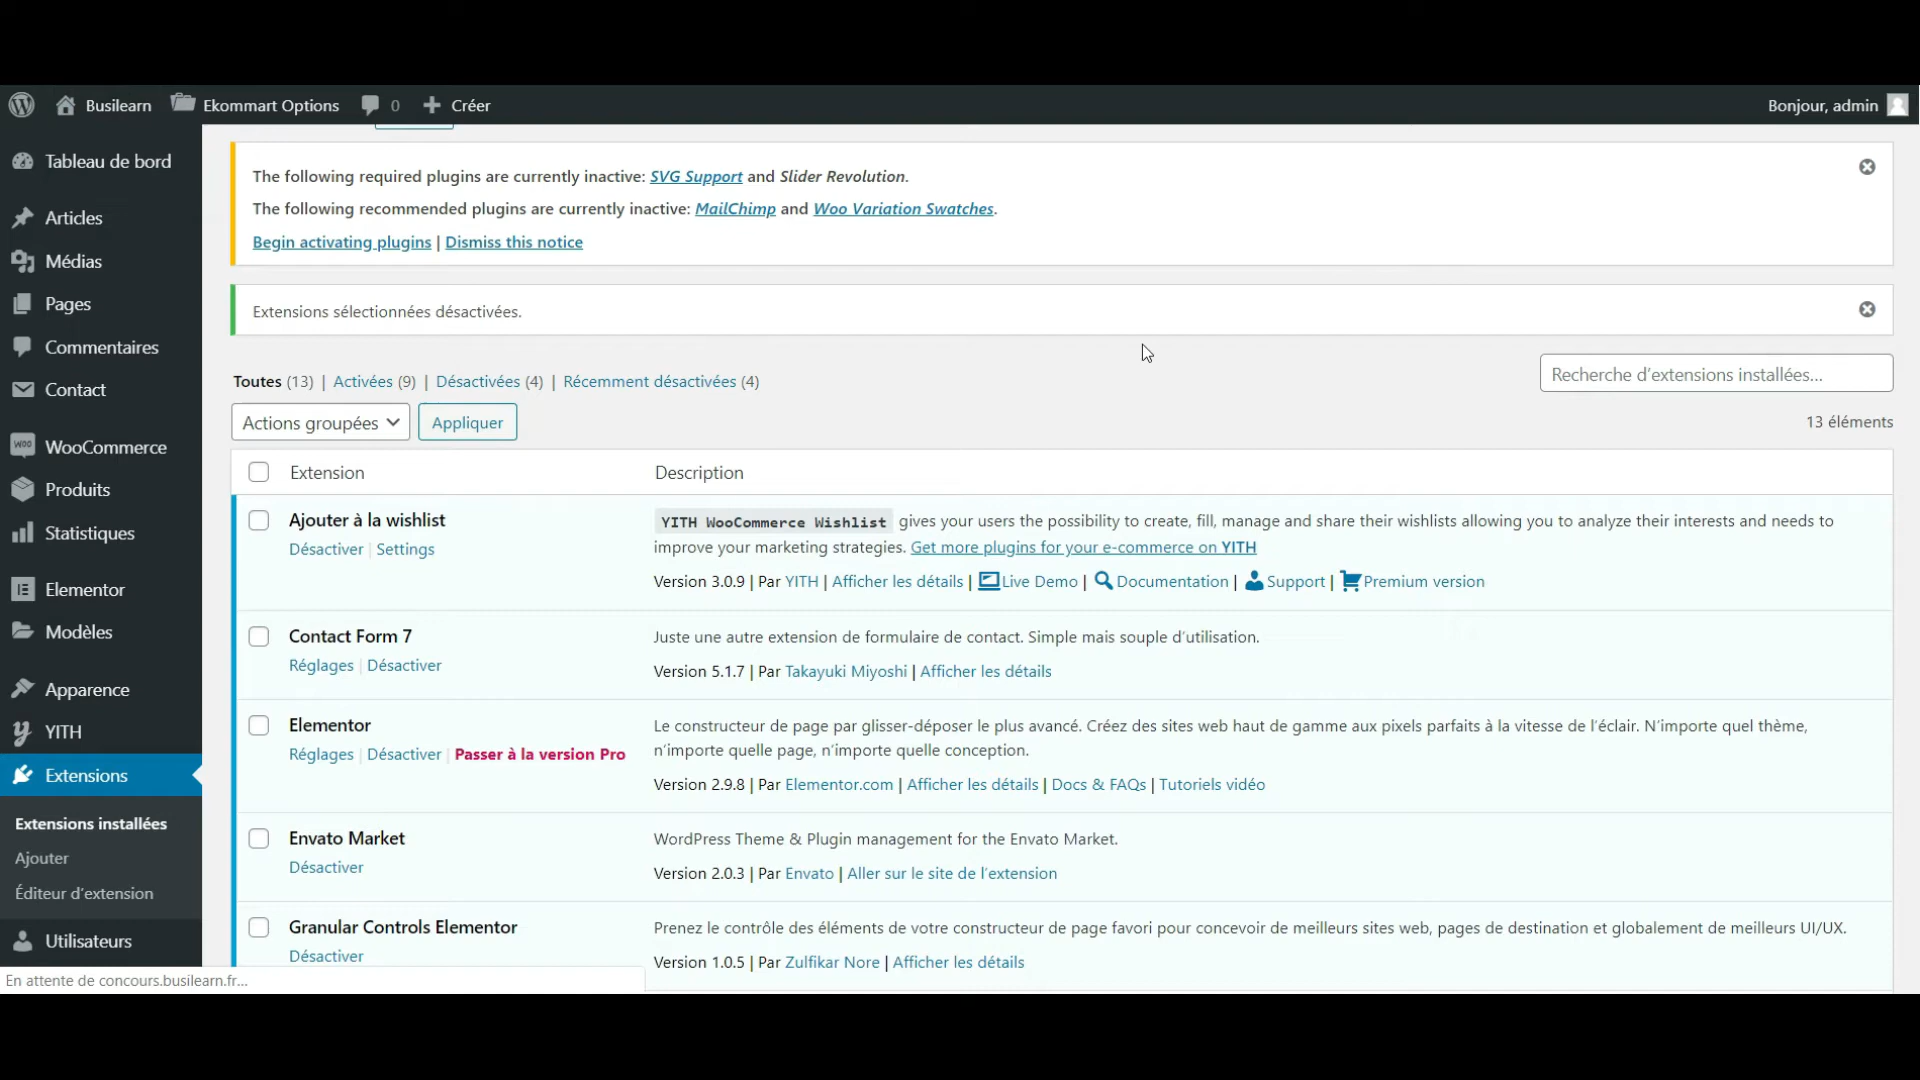 Busilearn Ekommart Options 0 Créer Bonjour, admin
Tableau de bord
Articles
Médias
Pages
Commentaires
Contact
WooCommerce
Produits
Statistiques
Elementor
Modèles
Apparence
YITH
Extensions
Extensions installées
Ajouter
Éditeur d'extension
Utilisateurs
En attente de concours.busilearn.fr...
The following required plugins are currently inactive: SVG Support and Slider Revolution.
The following recommended plugins are currently inactive: MailChimp and Woo Variation Swatches.
Begin activating plugins | Dismiss this notice
Extensions sélectionnées désactivées.
Toutes (13) | Activées (9) | Désactivées (4) | Récemment désactivées (4)
Recherche d'extensions installées...
Actions groupées Appliquer
13 éléments
Extension Description
Ajouter à la wishlist
Désactiver | Settings
YITH WooCommerce Wishlist gives your users the possibility to create, fill, manage and share their wishlists allowing you to analyze their interests and needs to
improve your marketing strategies. Get more plugins for your e-commerce on YITH
Version 3.0.9 | Par YITH | Afficher les détails | Live Demo | Documentation | Support | Premium version
Contact Form 7
Réglages | Désactiver
Juste une autre extension de formulaire de contact. Simple mais souple d'utilisation.
Version 5.1.7 | Par Takayuki Miyoshi | Afficher les détails
Elementor
Réglages | Désactiver | Passer à la version Pro
Le constructeur de page par glisser-déposer le plus avancé. Créez des sites web haut de gamme aux pixels parfaits à la vitesse de l'éclair. N'importe quel thème,
n'importe quelle page, n'importe quelle conception.
Version 2.9.8 | Par Elementor.com | Afficher les détails | Docs & FAQs | Tutoriels vidéo
Envato Market
Désactiver
WordPress Theme & Plugin management for the Envato Market.
Version 2.0.3 | Par Envato | Aller sur le site de l'extension
Granular Controls Elementor
Désactiver
Prenez le contrôle des éléments de votre constructeur de page favori pour concevoir de meilleurs sites web, pages de destination et globalement de meilleurs UI/UX.
Version 1.0.5 | Par Zulfikar Nore | Afficher les détails